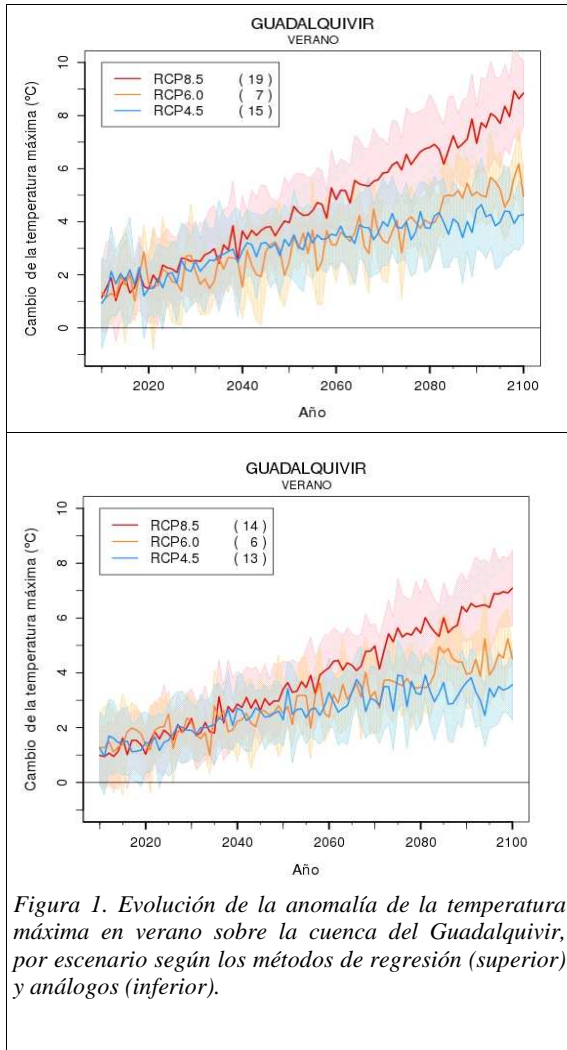 GUADALQUIVIR
VERANO
Cambio de la temperatura máxima (ºC)
10
8
6
4
2
0
RCP8.5 ( 19 )
RCP6.0 ( 7 )
RCP4.5 ( 15 )
2020 2040 2060 2080 2100
Año
GUADALQUIVIR
VERANO
Cambio de la temperatura máxima (ºC)
10
8
6
4
2
0
RCP8.5 ( 14 )
RCP6.0 ( 6 )
RCP4.5 ( 13 )
2020 2040 2060 2080 2100
Año
Figura 1. Evolución de la anomalía de la temperatura
máxima en verano sobre la cuenca del Guadalquivir,
por escenario según los métodos de regresión (superior)
y análogos (inferior).